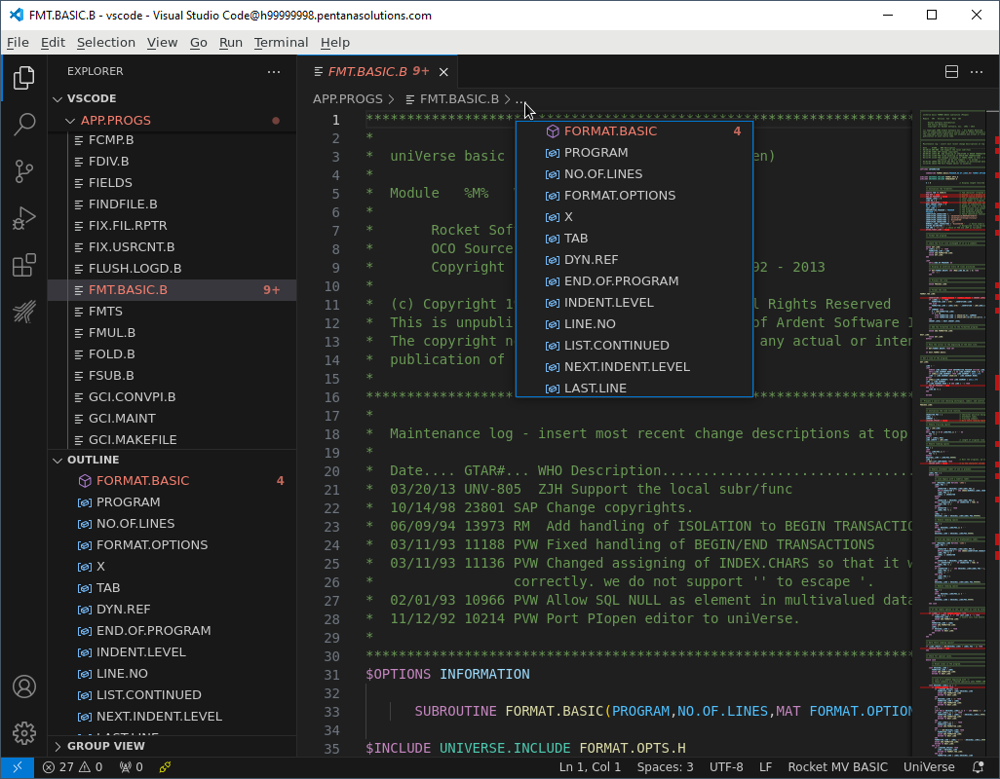 FMT.BASIC.B - vscode - Visual Studio Code@h99999998.pentanasolutions.com
File Edit Selection View Go Run Terminal Help
EXPLORER
VSCODE
APP.PROGS
FCMP.B
FDIV.B
FIELDS
FINDFILE.B
FIX.FIL.RPTR
FIX.USRCNT.B
FLUSH.LOGD.B
FMT.BASIC.B 9+
FMTS
FMUL.B
FOLD.B
FSUB.B
GCI.CONVPI.B
GCI.MAINT
GCI.MAKEFILE
OUTLINE
FORMAT.BASIC 4
PROGRAM
NO.OF.LINES
FORMAT.OPTIONS
X
TAB
DYN.REF
END.OF.PROGRAM
INDENT.LEVEL
LINE.NO
LIST.CONTINUED
NEXT.INDENT.LEVEL
LAST.LINE
GROUP VIEW
FMT.BASIC.B 9+
APP.PROGS > FMT.BASIC.B > ...
FORMAT.BASIC 4
PROGRAM
NO.OF.LINES
FORMAT.OPTIONS
X
TAB
DYN.REF
END.OF.PROGRAM
INDENT.LEVEL
LINE.NO
LIST.CONTINUED
NEXT.INDENT.LEVEL
LAST.LINE
1 *******************************************************************
2 *
3 * uniVerse basic en)
4 *
5 * Module %M%
6 *
7 * Rocket Sof
8 * OCO Source
9 * Copyright 92 - 2013
10 *
11 * (c) Copyright 1 l Rights Reserved
12 * This is unpubli of Ardent Software I
13 * The copyright n any actual or inten
14 * publication of
15 *
16 *******************************************************************
17 *
18 * Maintenance log - insert most recent change descriptions at top
19 *
20 * Date.... GTAR#... WHO Description...............................
21 * 03/20/13 UNV-805 ZJH Support the local subr/func
22 * 10/14/98 23801 SAP Change copyrights.
23 * 06/09/94 13973 RM Add handling of ISOLATION to BEGIN TRANSACTIO
24 * 03/11/93 11188 PVW Fixed handling of BEGIN/END TRANSACTIONS
25 * 03/11/93 11136 PVW Changed assigning of INDEX.CHARS so that it w
26 * correctly. we do not support '' to escape '.
27 * 02/01/93 10966 PVW Allow SQL NULL as element in multivalued data
28 * 11/12/92 10214 PVW Port PIopen editor to uniVerse.
29 *
30 *******************************************************************
31 $OPTIONS INFORMATION
32
33 SUBROUTINE FORMAT.BASIC(PROGRAM,NO.OF.LINES,MAT FORMAT.OPTION
34
35 $INCLUDE UNIVERSE.INCLUDE FORMAT.OPTS.H
27 0 0 Ln 1, Col 1 Spaces: 3 UTF-8 LF Rocket MV BASIC UniVerse